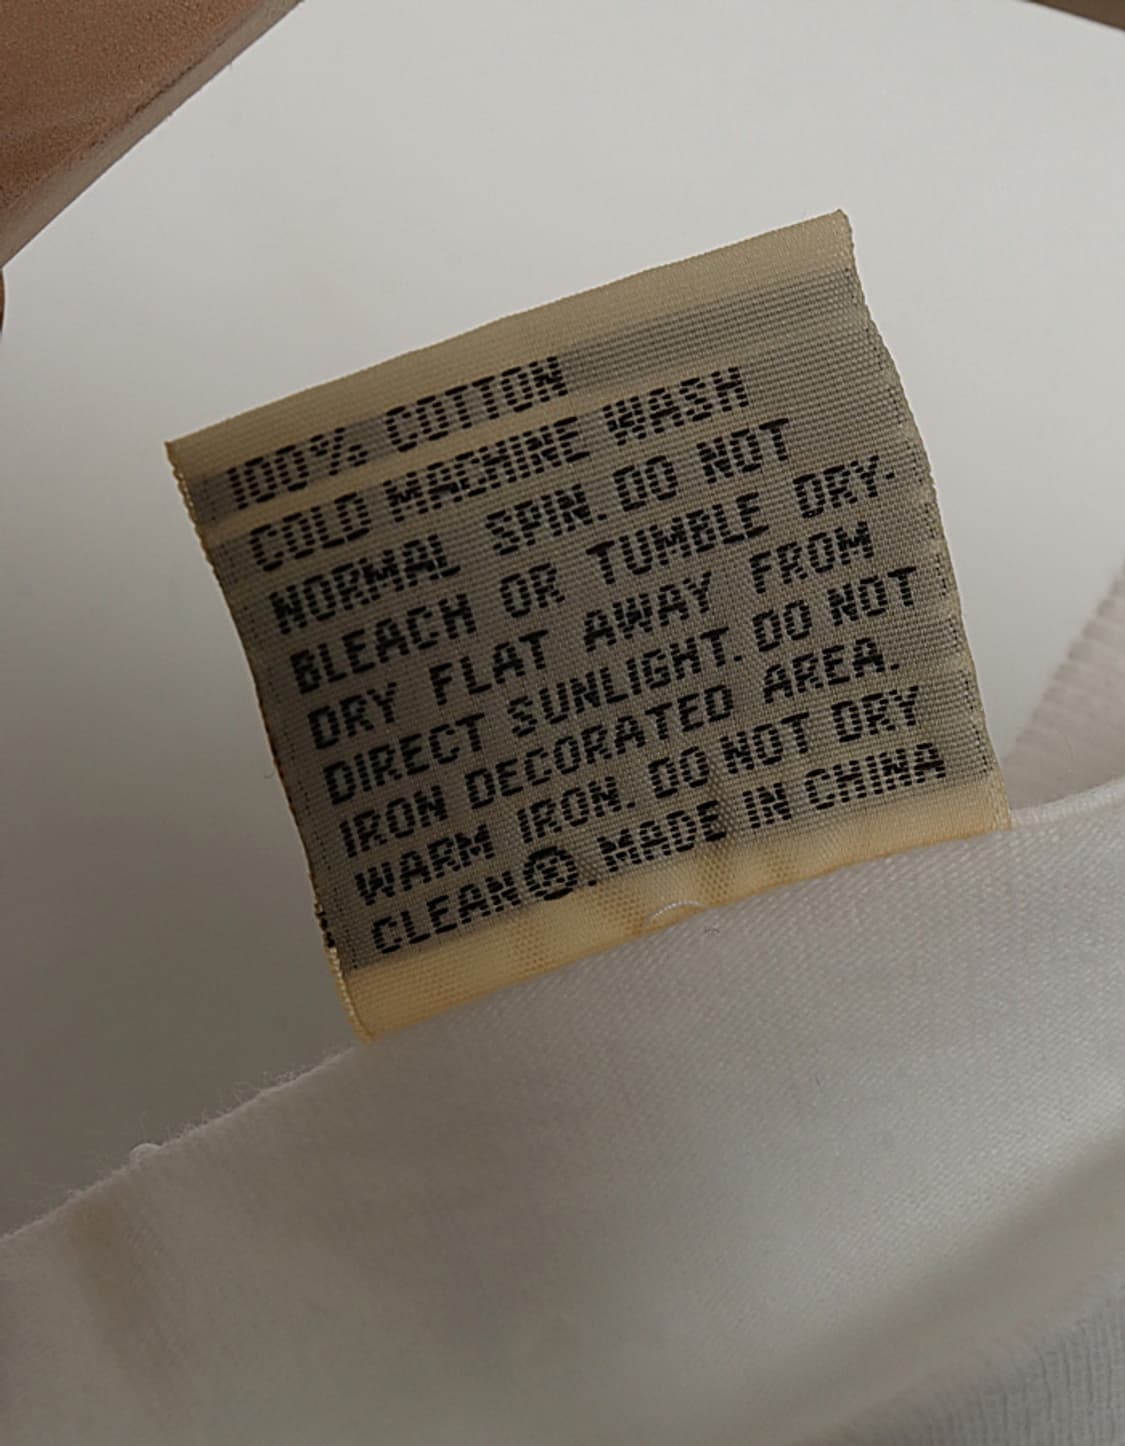 100% COTTON
COLD MACHINE WASH
NORMAL SPIN. DO NOT
BLEACH OR TUMBLE DRY.
DRY FLAT AWAY FROM
DIRECT SUNLIGHT. DO NOT
IRON DECORATED AREA.
WARM IRON. DO NOT DRY
CLEAN Ⓧ. MADE IN CHINA